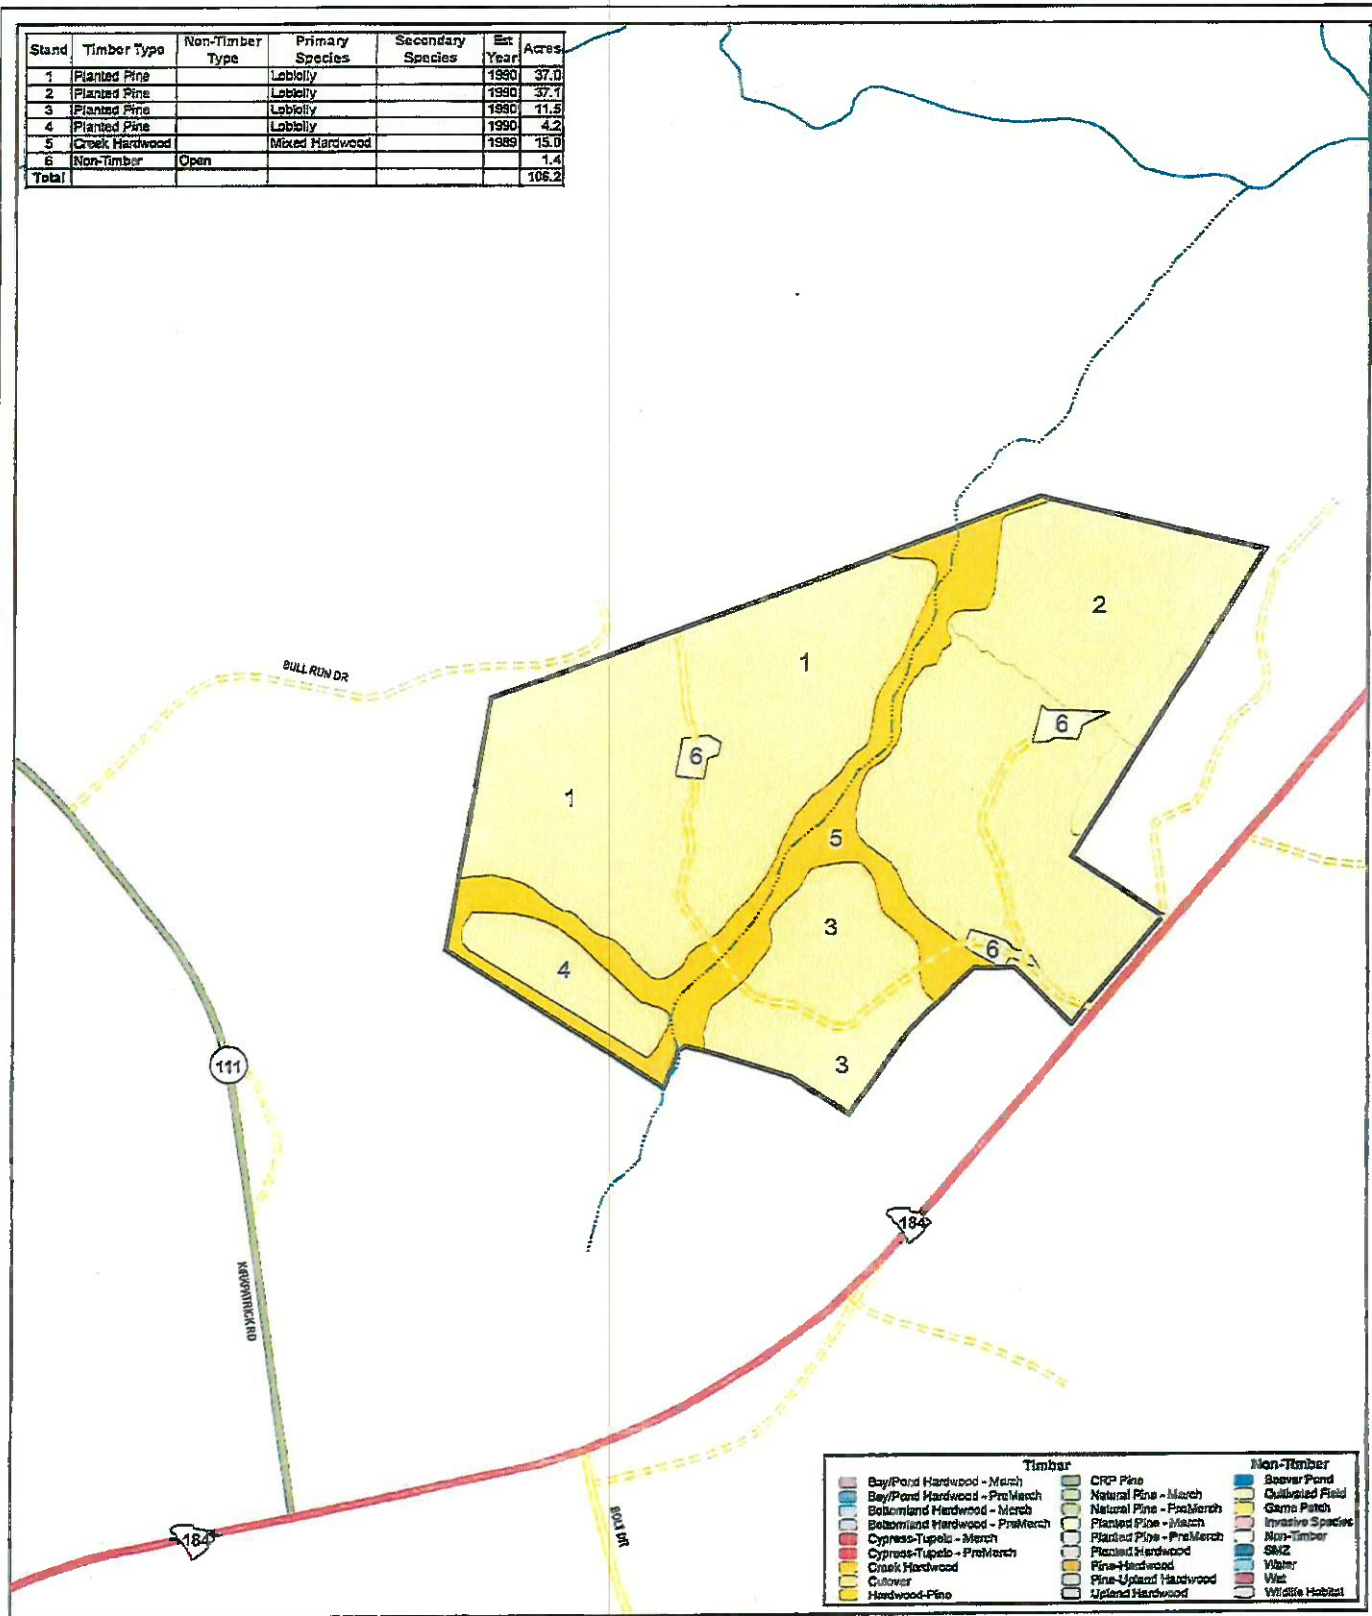 Stand Timber Type Non-Timber Type Primary Species Secondary Species Est Year Acres
1 Planted Pine Loblolly 1990 37.0
2 Planted Pine Loblolly 1990 37.1
3 Planted Pine Loblolly 1990 11.5
4 Planted Pine Loblolly 1990 4.2
5 Creek Hardwood Mixed Hardwood 1989 15.0
6 Non-Timber Open 1.4
Total 106.2
2
1
BULL RUN DR
6
6
1
5
3
6
4
3
111
184
KIRKPATRICK RD
BOLT DR
184
Timber
Bay/Pond Hardwood - Merch
Bay/Pond Hardwood - PreMerch
Bottomland Hardwood - Merch
Bottomland Hardwood - PreMerch
Cypress-Tupelo - Merch
Cypress-Tupelo - PreMerch
Creek Hardwood
Cutover
Hardwood-Pine
CRP Pine
Natural Pine - Merch
Natural Pine - PreMerch
Planted Pine - Merch
Planted Pine - PreMerch
Planted Hardwood
Pine-Hardwood
Pine-Upland Hardwood
Upland Hardwood
Non-Timber
Beaver Pond
Cultivated Field
Game Patch
Invasive Species
Non-Timber
SMZ
Water
Wet
Wildlife Habitat